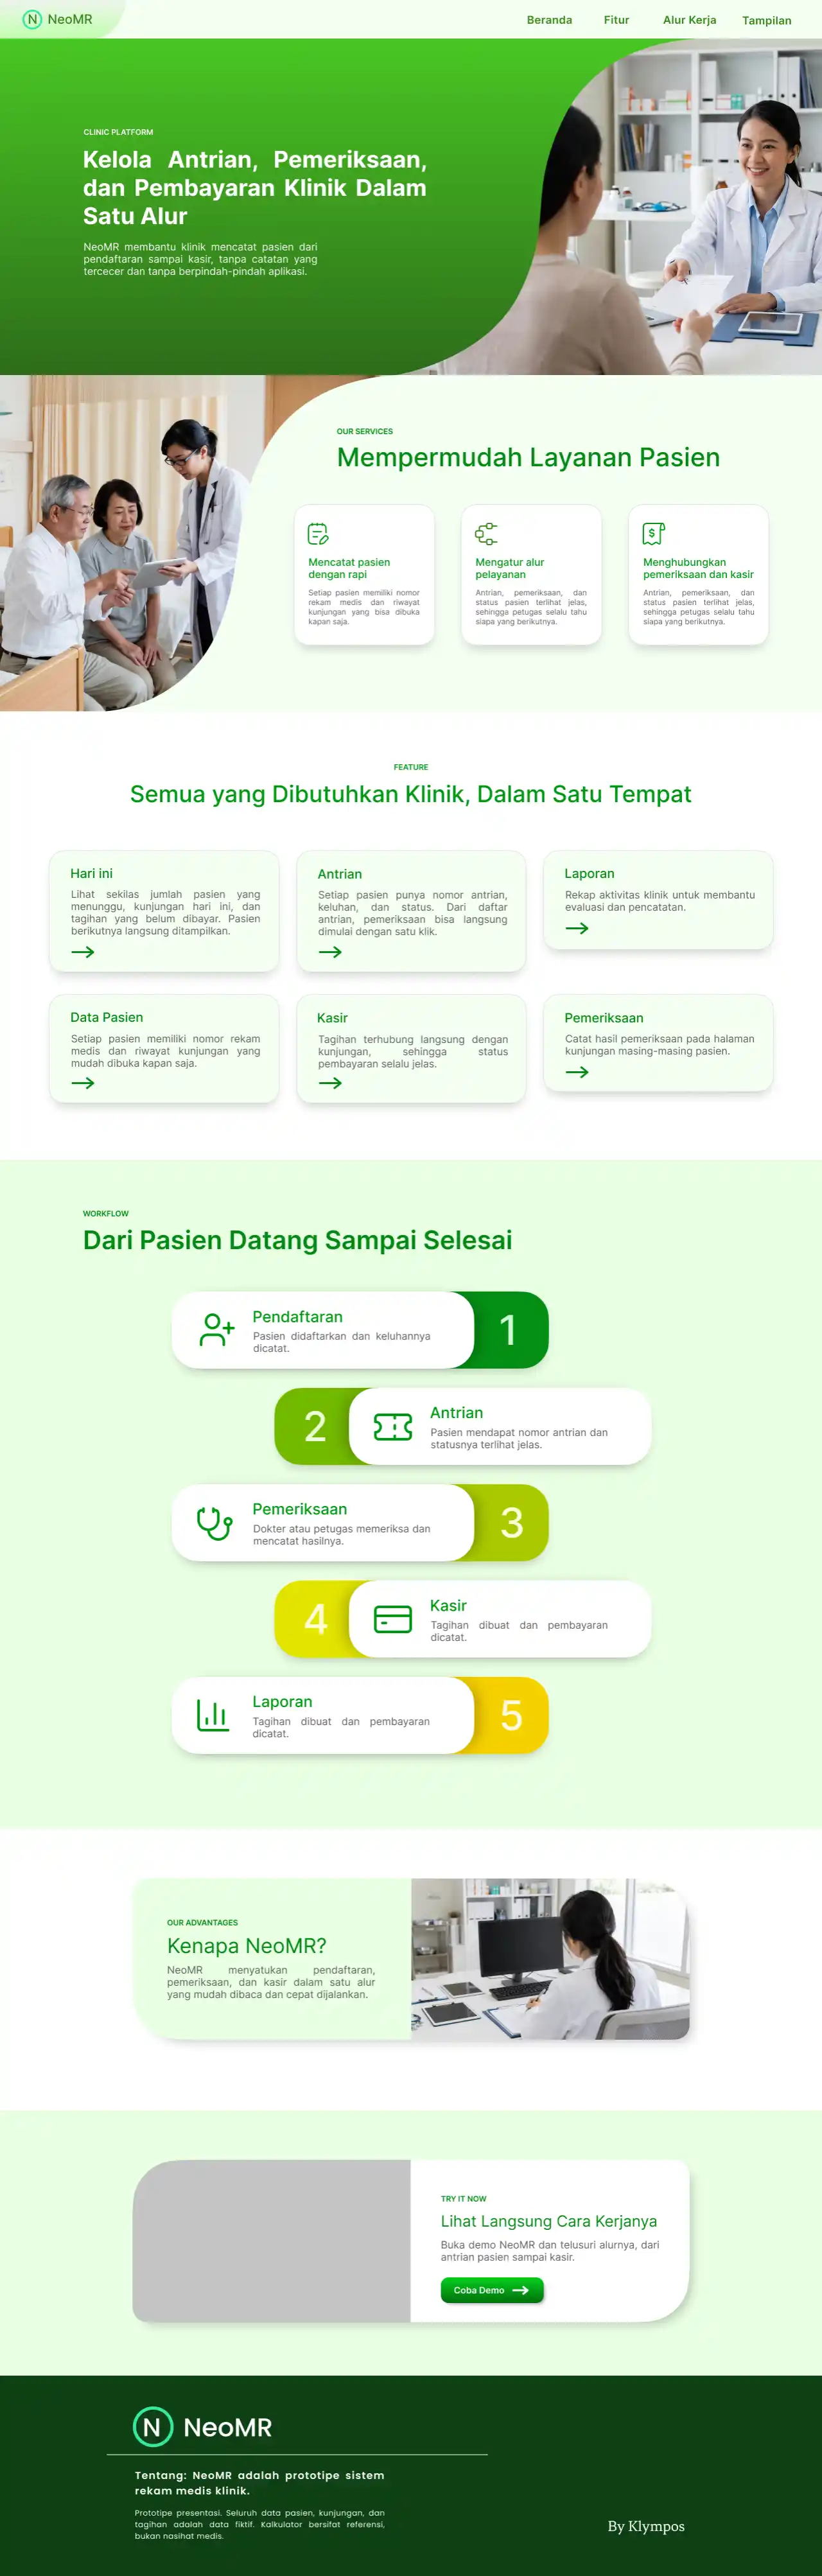 N NeoMR
Beranda
Fitur
Alur Kerja
Tampilan
CLINIC PLATFORM
Kelola Antrian, Pemeriksaan,
dan Pembayaran Klinik Dalam
Satu Alur
NeoMR membantu klinik mencatat pasien dari
pendaftaran sampai kasir, tanpa catatan yang
tercecer dan tanpa berpindah-pindah aplikasi.
OUR SERVICES
Mempermudah Layanan Pasien
Mencatat pasien
dengan rapi
Setiap pasien memiliki nomor
rekam medis dan riwayat
kunjungan yang bisa dibuka
kapan saja.
Mengatur alur
pelayanan
Antrian, pemeriksaan, dan
status pasien terlihat jelas,
sehingga petugas selalu tahu
siapa yang berikutnya.
$
Menghubungkan
pemeriksaan dan kasir
Antrian, pemeriksaan, dan
status pasien terlihat jelas,
sehingga petugas selalu tahu
siapa yang berikutnya.
FEATURE
Semua yang Dibutuhkan Klinik, Dalam Satu Tempat
Hari ini
Lihat sekilas jumlah pasien yang
menunggu, kunjungan hari ini, dan
tagihan yang belum dibayar. Pasien
berikutnya langsung ditampilkan.
Antrian
Setiap pasien punya nomor antrian,
keluhan, dan status. Dari daftar
antrian, pemeriksaan bisa langsung
dimulai dengan satu klik.
Laporan
Rekap aktivitas klinik untuk membantu
evaluasi dan pencatatan.
Data Pasien
Setiap pasien memiliki nomor rekam
medis dan riwayat kunjungan yang
mudah dibuka kapan saja.
Kasir
Tagihan terhubung langsung dengan
kunjungan, sehingga status
pembayaran selalu jelas.
Pemeriksaan
Catat hasil pemeriksaan pada halaman
kunjungan masing-masing pasien.
WORKFLOW
Dari Pasien Datang Sampai Selesai
Pendaftaran
Pasien didaftarkan dan keluhannya
dicatat.
1
2
Antrian
Pasien mendapat nomor antrian dan
statusnya terlihat jelas.
Pemeriksaan
Dokter atau petugas memeriksa dan
mencatat hasilnya.
3
4
Kasir
Tagihan dibuat dan pembayaran
dicatat.
Laporan
Tagihan dibuat dan pembayaran
dicatat.
5
OUR ADVANTAGES
Kenapa NeoMR?
NeoMR menyatukan pendaftaran,
pemeriksaan, dan kasir dalam satu alur
yang mudah dibaca dan cepat dijalankan.
TRY IT NOW
Lihat Langsung Cara Kerjanya
Buka demo NeoMR dan telusuri alurnya, dari
antrian pasien sampai kasir.
Coba Demo
N NeoMR
Tentang: NeoMR adalah prototipe sistem
rekam medis klinik.
Prototipe presentasi. Seluruh data pasien, kunjungan, dan
tagihan adalah data fiktif. Kalkulator bersifat referensi,
bukan nasihat medis.
By Klympos